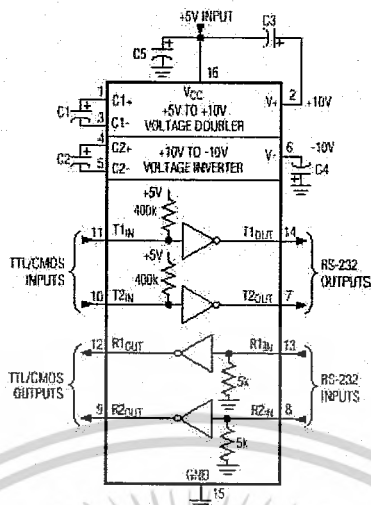 +5V INPUT
C3
C5
16
1
VCC
2
C1+
+5V TO +10V
V+
+10V
C1
3
C1-
VOLTAGE DOUBLER
4
C2+
+10V TO -10V
6
-10V
C2
5
C2-
VOLTAGE INVERTER
V-
C4
+5V
400k
11
T1IN
T1OUT
14
+5V
TTL/CMOS
INPUTS
400k
RS-232
OUTPUTS
10
T2IN
T2OUT
7
12
R1OUT
R1IN
13
TTL/CMOS
OUTPUTS
5k
RS-232
INPUTS
9
R2OUT
R2IN
8
5k
GND
15